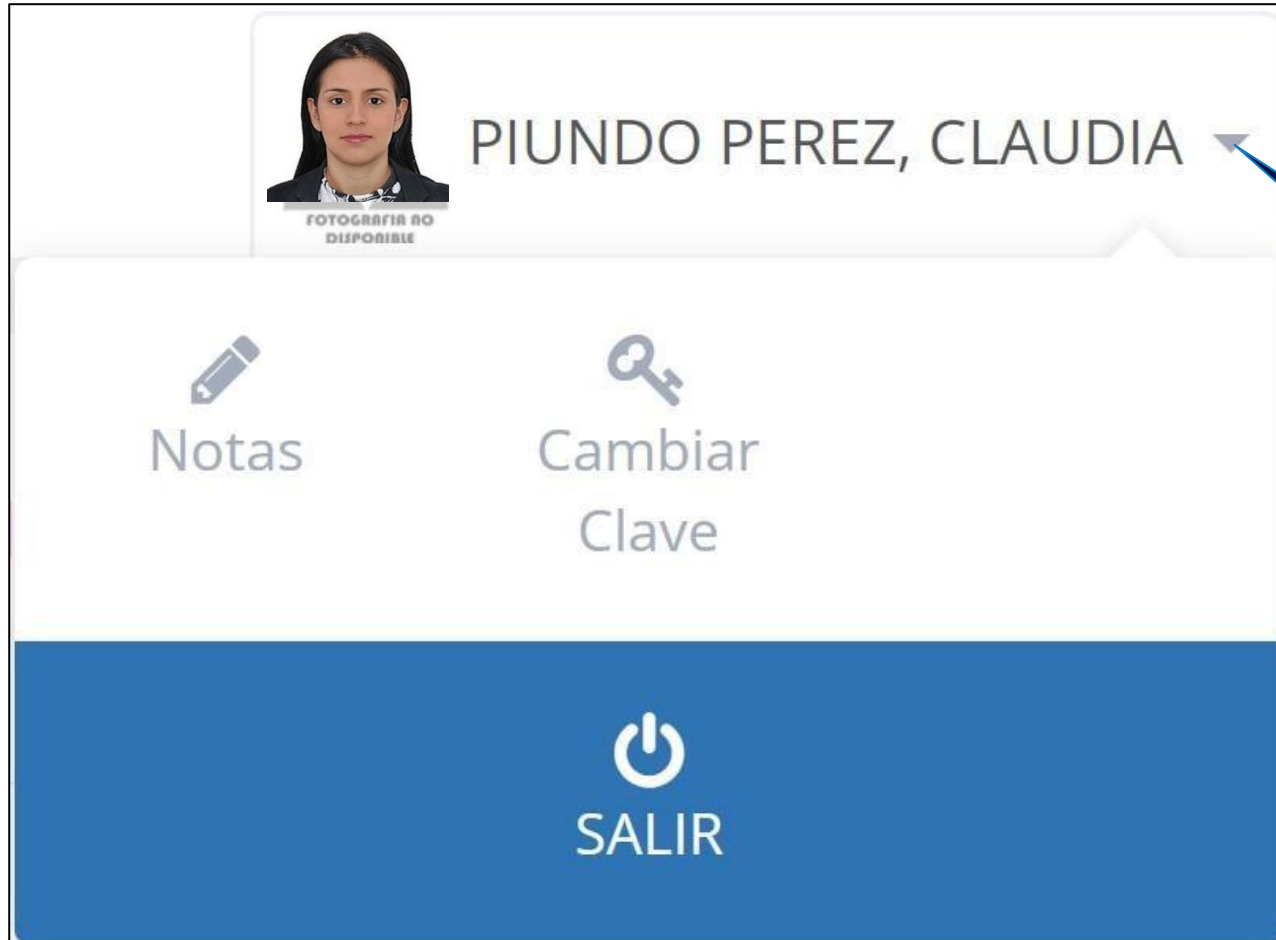 PIUNDO PEREZ, CLAUDIA
FOTOGRAFIA NO
DISPONIBLE
Notas
Cambiar
Clave
SALIR